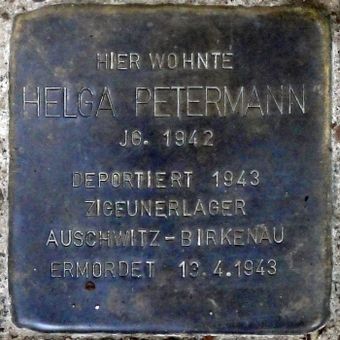 HIER WOHNTE
HELGA PETERMANN
JG. 1942
DEPORTIERT 1943
ZIGEUNERLAGER
AUSCHWITZ-BIRKENAU
ERMORDET 13.4.1943